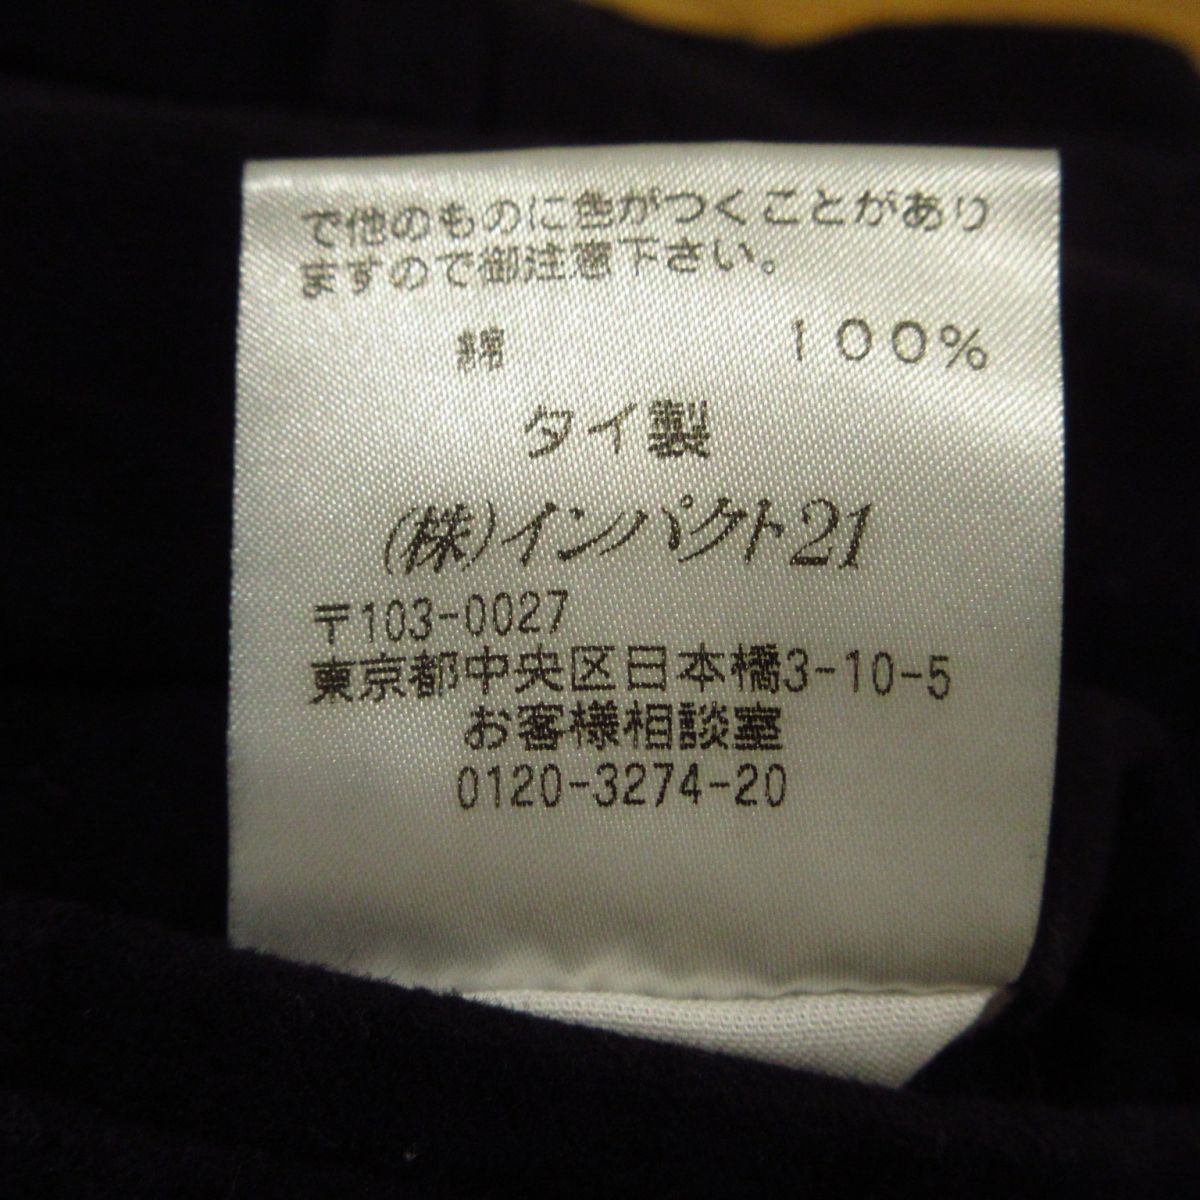 で他のものに色がつくことがあり
ますので御注意下さい。
綿 100%
タイ製
(株)インパクト21
〒103-0027
東京都中央区日本橋3-10-5
お客様相談室
0120-3274-20